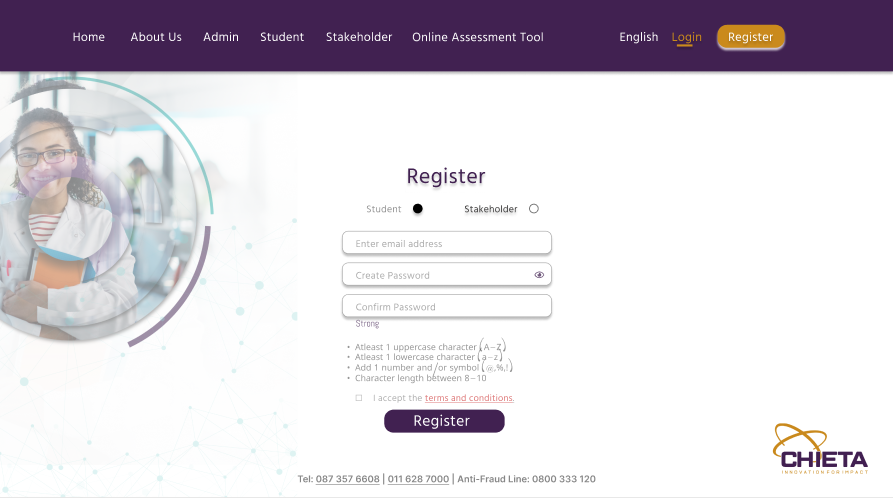 Home About Us Admin Student Stakeholder Online Assessment Tool English Login Register
Register
Student Stakeholder
Enter email address
Create Password
Confirm Password
Strong
• Atleast 1 uppercase character (A-Z)
• Atleast 1 lowercase character (a-z)
• Add 1 number and/or symbol (@,%,!)
• Character length between 8-10
I accept the terms and conditions.
Register
CHIETA
INNOVATION FOR IMPACT
Tel: 087 357 6608 | 011 628 7000 | Anti-Fraud Line: 0800 333 120